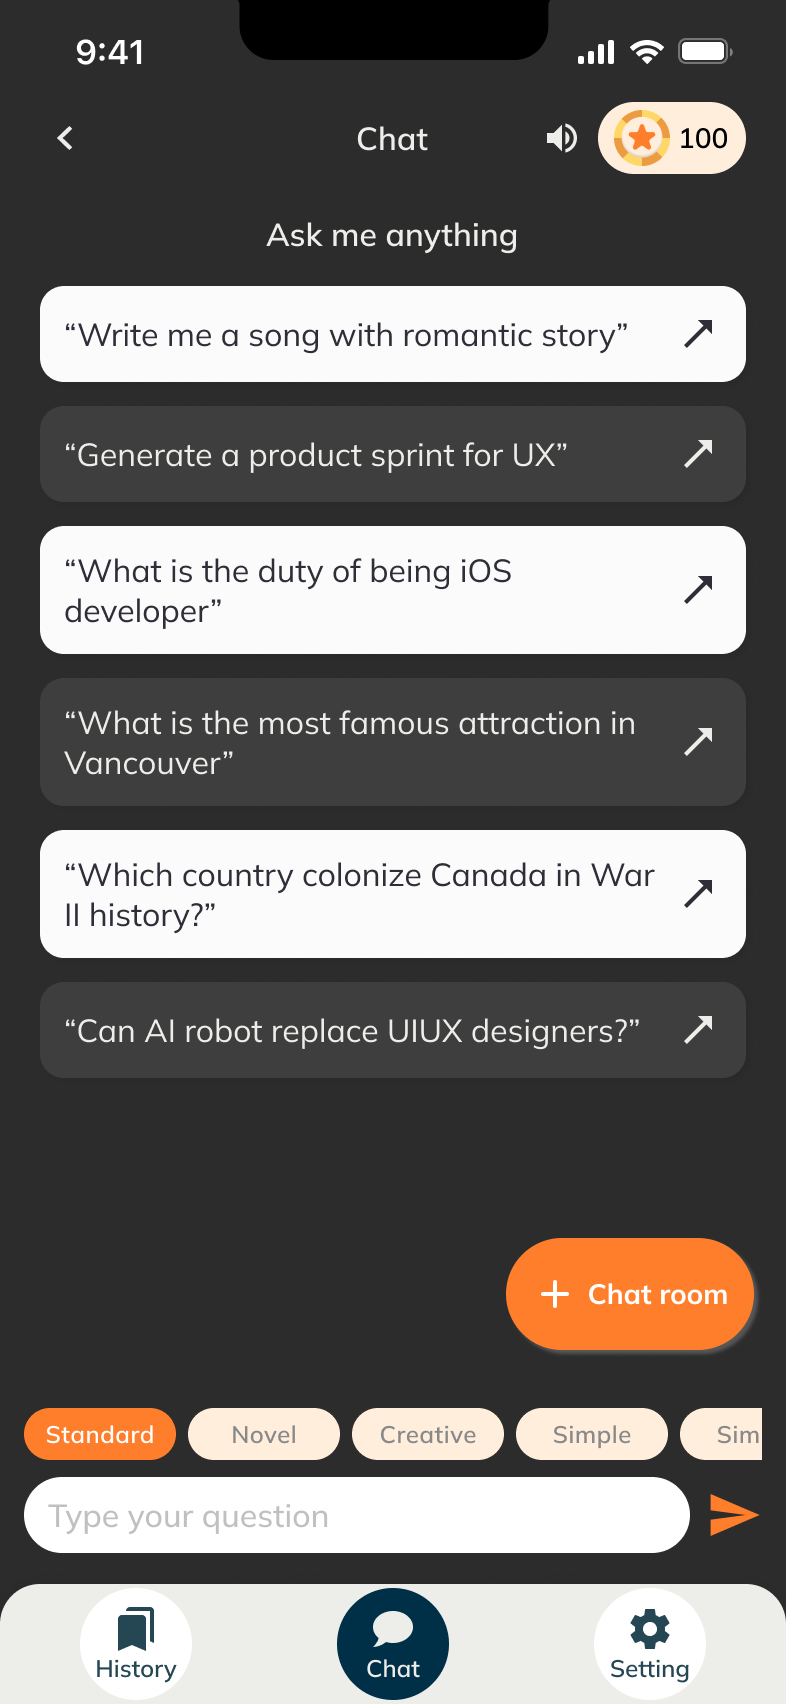 9:41
Chat
100
Ask me anything
“Write me a song with romantic story”
“Generate a product sprint for UX”
“What is the duty of being iOS
developer”
“What is the most famous attraction in
Vancouver”
“Which country colonize Canada in War
II history?”
“Can AI robot replace UIUX designers?”
Chat room
Standard
Novel
Creative
Simple
Sim
Type your question
History
Chat
Setting